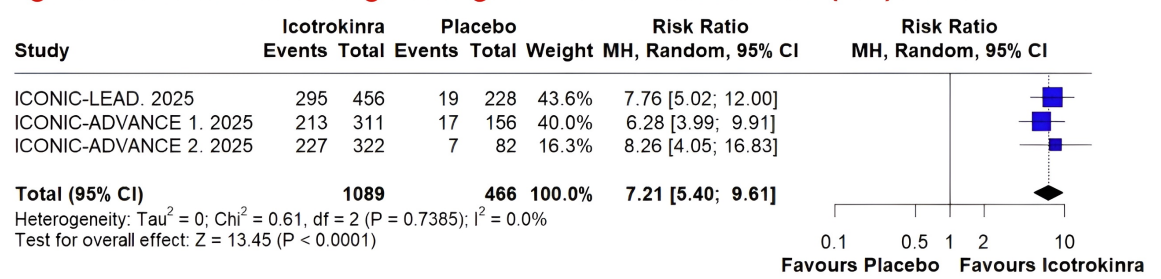 Icotrokinra Placebo Risk Ratio Risk Ratio
Study Events Total Events Total Weight MH, Random, 95% CI MH, Random, 95% CI
ICONIC-LEAD. 2025 295 456 19 228 43.6% 7.76 [5.02; 12.00]
ICONIC-ADVANCE 1. 2025 213 311 17 156 40.0% 6.28 [3.99; 9.91]
ICONIC-ADVANCE 2. 2025 227 322 7 82 16.3% 8.26 [4.05; 16.83]
Total (95% CI) 1089 466 100.0% 7.21 [5.40; 9.61]
Heterogeneity: Tau² = 0; Chi² = 0.61, df = 2 (P = 0.7385); I² = 0.0%
Test for overall effect: Z = 13.45 (P < 0.0001)
0.1 0.5 1 2 10
Favours Placebo Favours Icotrokinra